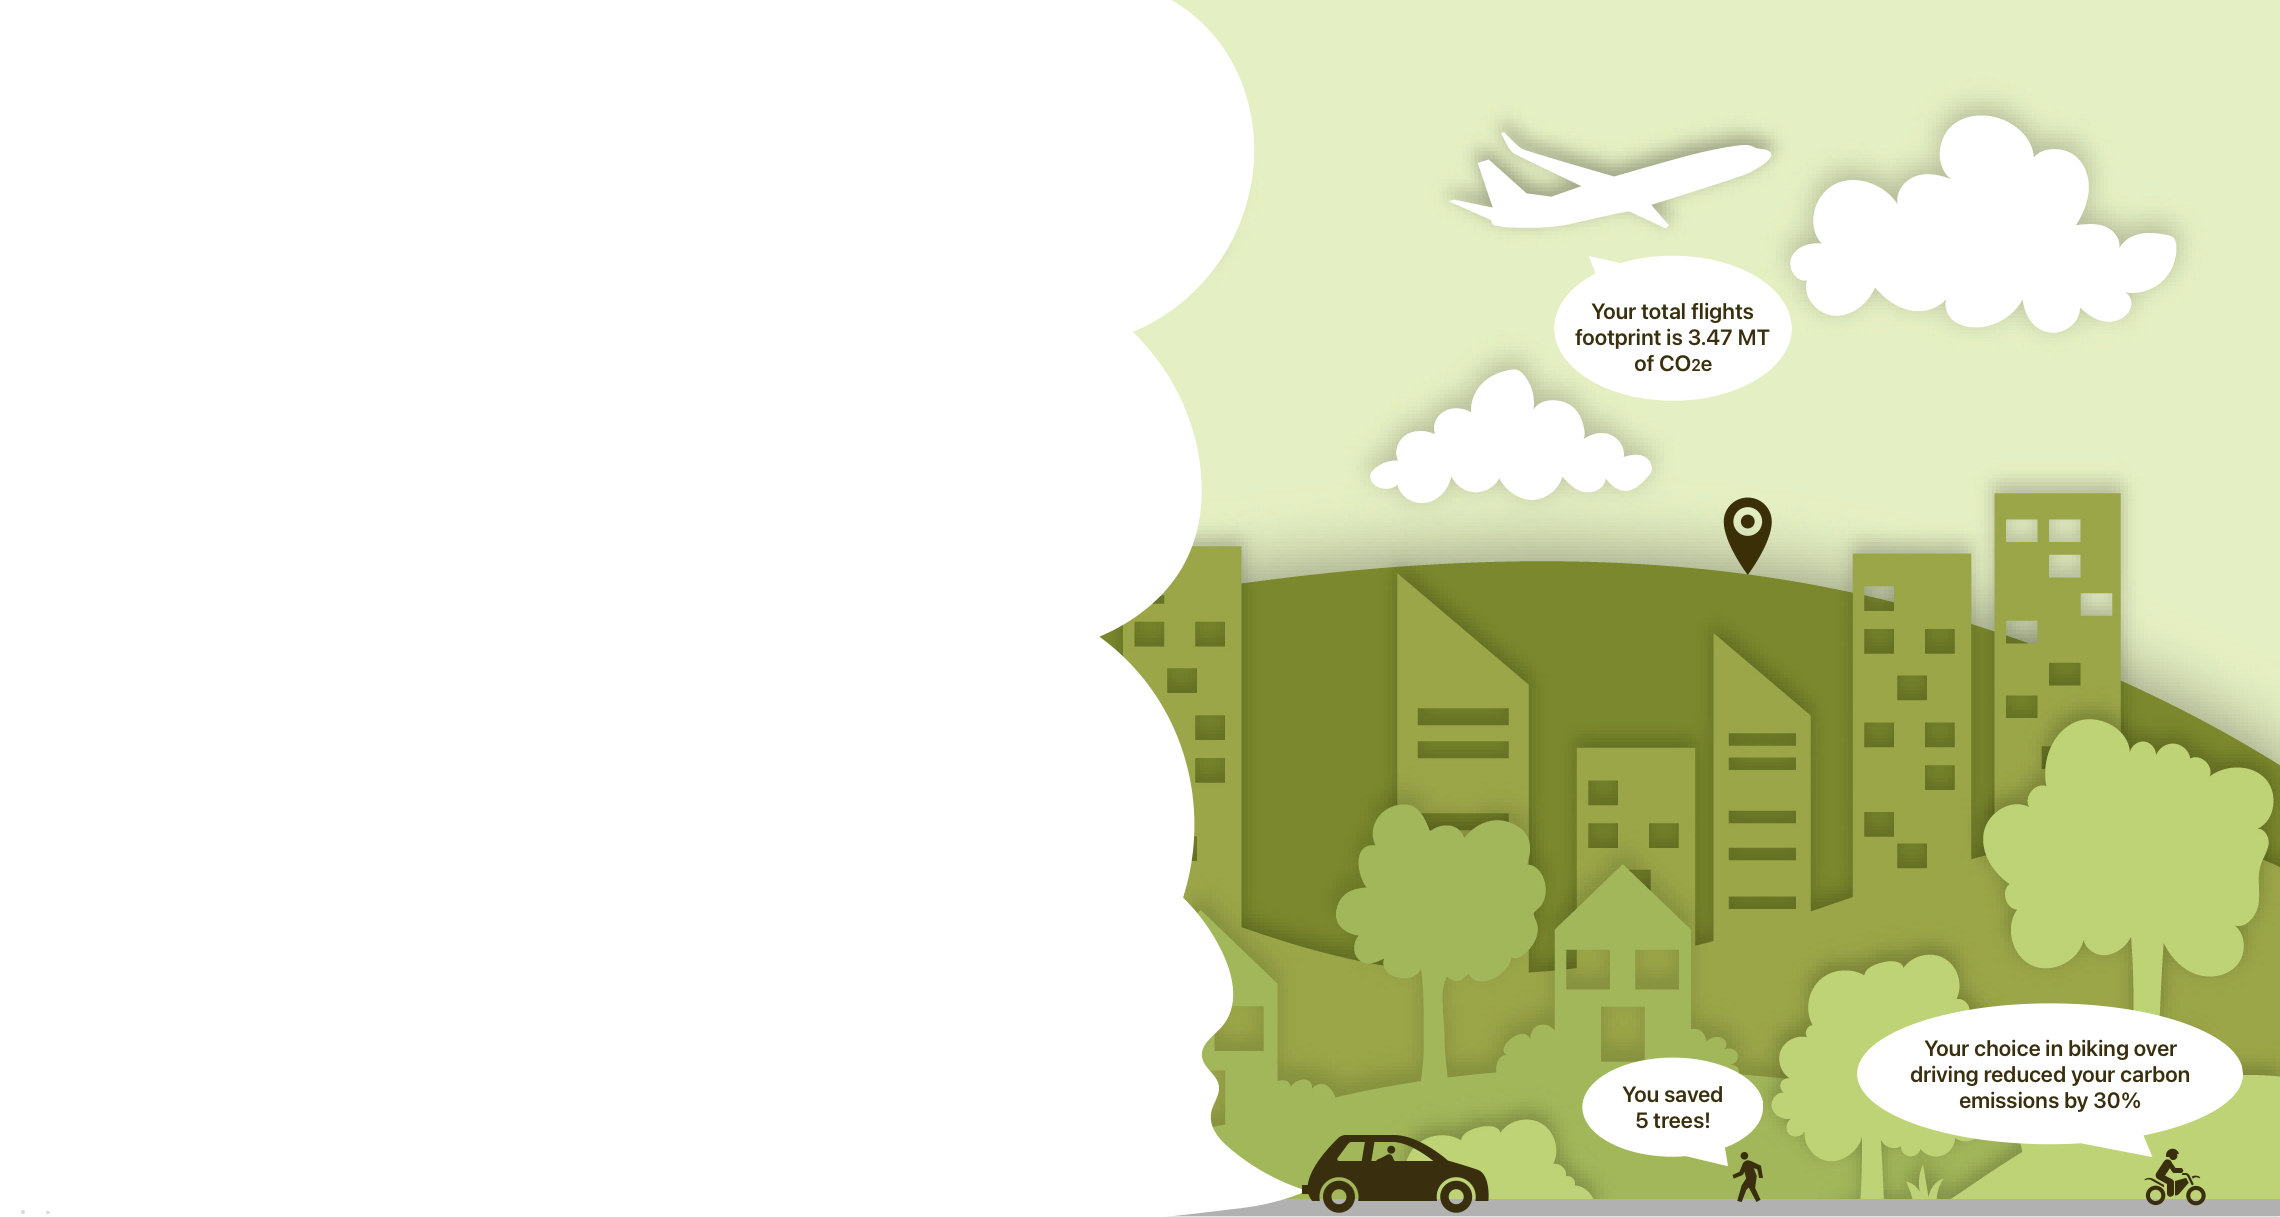 Your total flights
footprint is 3.47 MT
of CO2e
You saved
5 trees!
Your choice in biking over
driving reduced your carbon
emissions by 30%